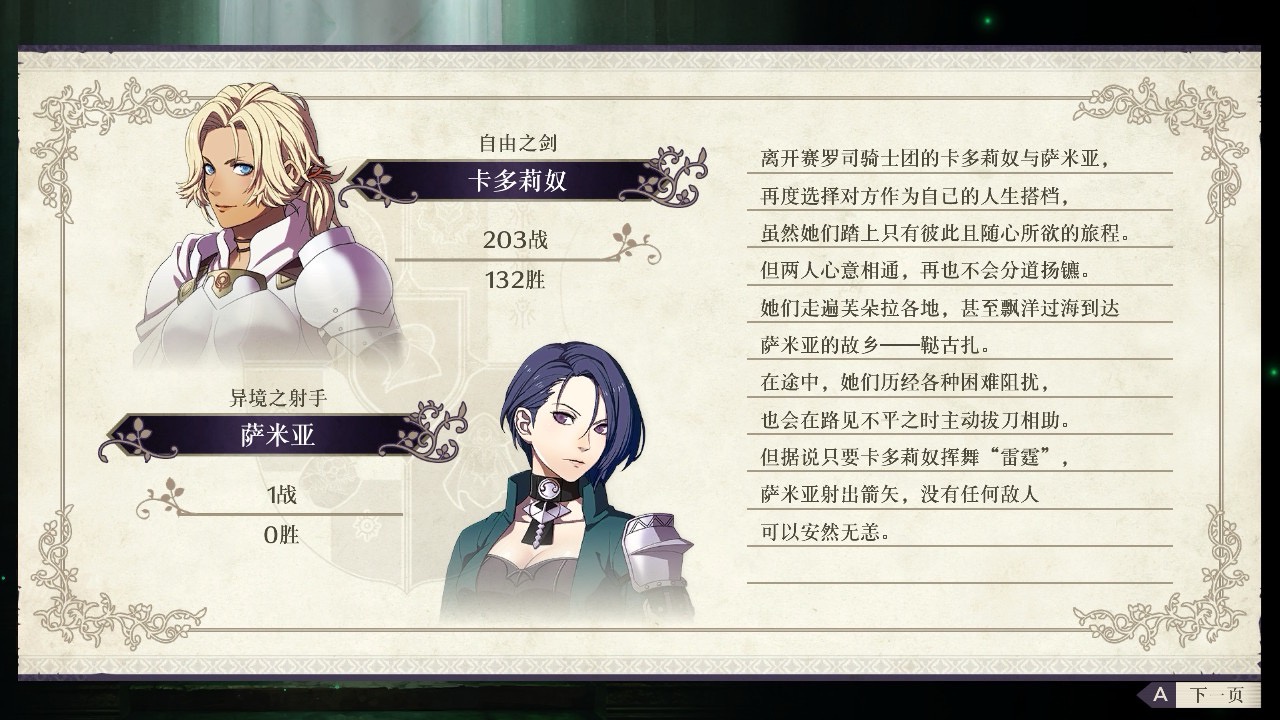 自由之剑
卡多莉奴
203战
132胜
异境之射手
萨米亚
1战
0胜
离开赛罗司骑士团的卡多莉奴与萨米亚，
再度选择对方作为自己的人生搭档，
虽然她们踏上只有彼此且随心所欲的旅程。
但两人心意相通，再也不会分道扬镳。
她们走遍芙朵拉各地，甚至飘洋过海到达
萨米亚的故乡——鞑古扎。
在途中，她们历经各种困难阻扰，
也会在路见不平之时主动拔刀相助。
但据说只要卡多莉奴挥舞“雷霆”，
萨米亚射出箭矢，没有任何敌人
可以安然无恙。
A 下一页